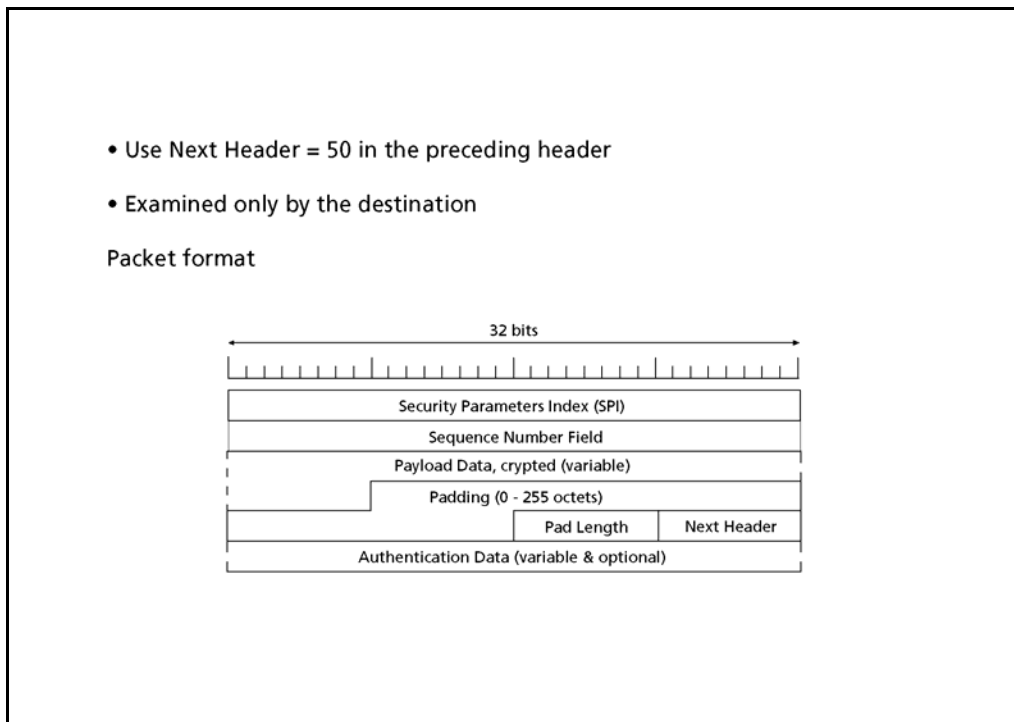 • Use Next Header = 50 in the preceding header
• Examined only by the destination
Packet format
32 bits
Security Parameters Index (SPI)
Sequence Number Field
Payload Data, crypted (variable)
Padding (0 - 255 octets)
Pad Length Next Header
Authentication Data (variable & optional)